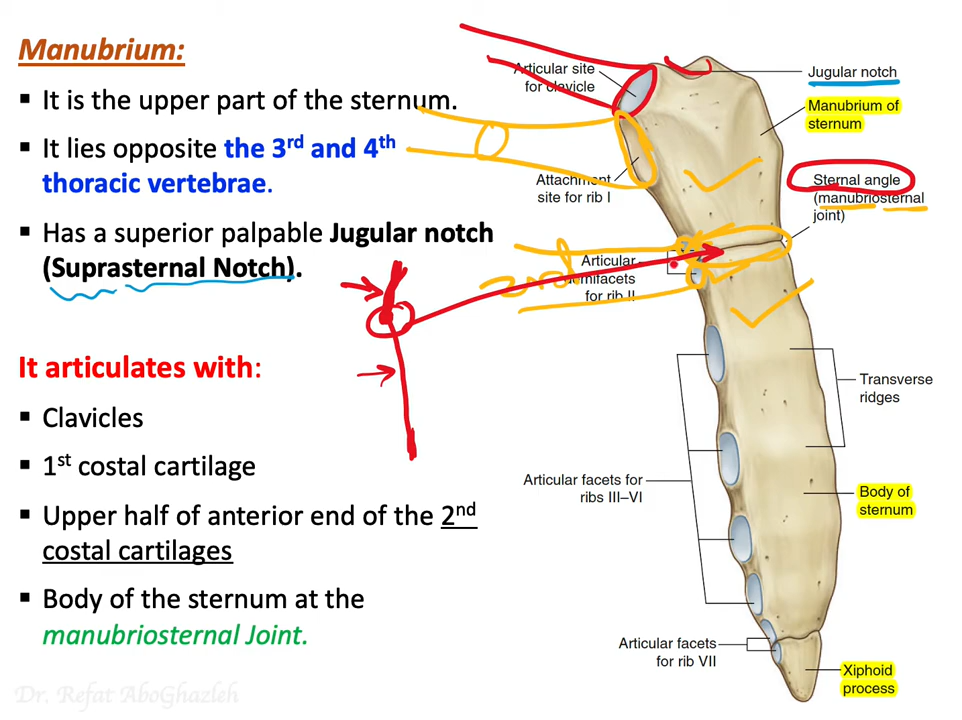 Manubrium:
▪ It is the upper part of the sternum.
▪ It lies opposite the 3rd and 4th
thoracic vertebrae.
▪ Has a superior palpable Jugular notch
(Suprasternal Notch).
It articulates with:
▪ Clavicles
▪ 1st costal cartilage
▪ Upper half of anterior end of the 2nd
costal cartilages
▪ Body of the sternum at the
manubriosternal Joint.
Dr. Refat AboGhazleh
Articular site
for clavicle
Attachment
site for rib I
Articular
demifacets
for rib II
3rd
Articular facets for
ribs III–VI
Articular facets
for rib VII
Jugular notch
Manubrium of
sternum
Sternal angle
(manubriosternal
joint)
Transverse
ridges
Body of
sternum
Xiphoid
process